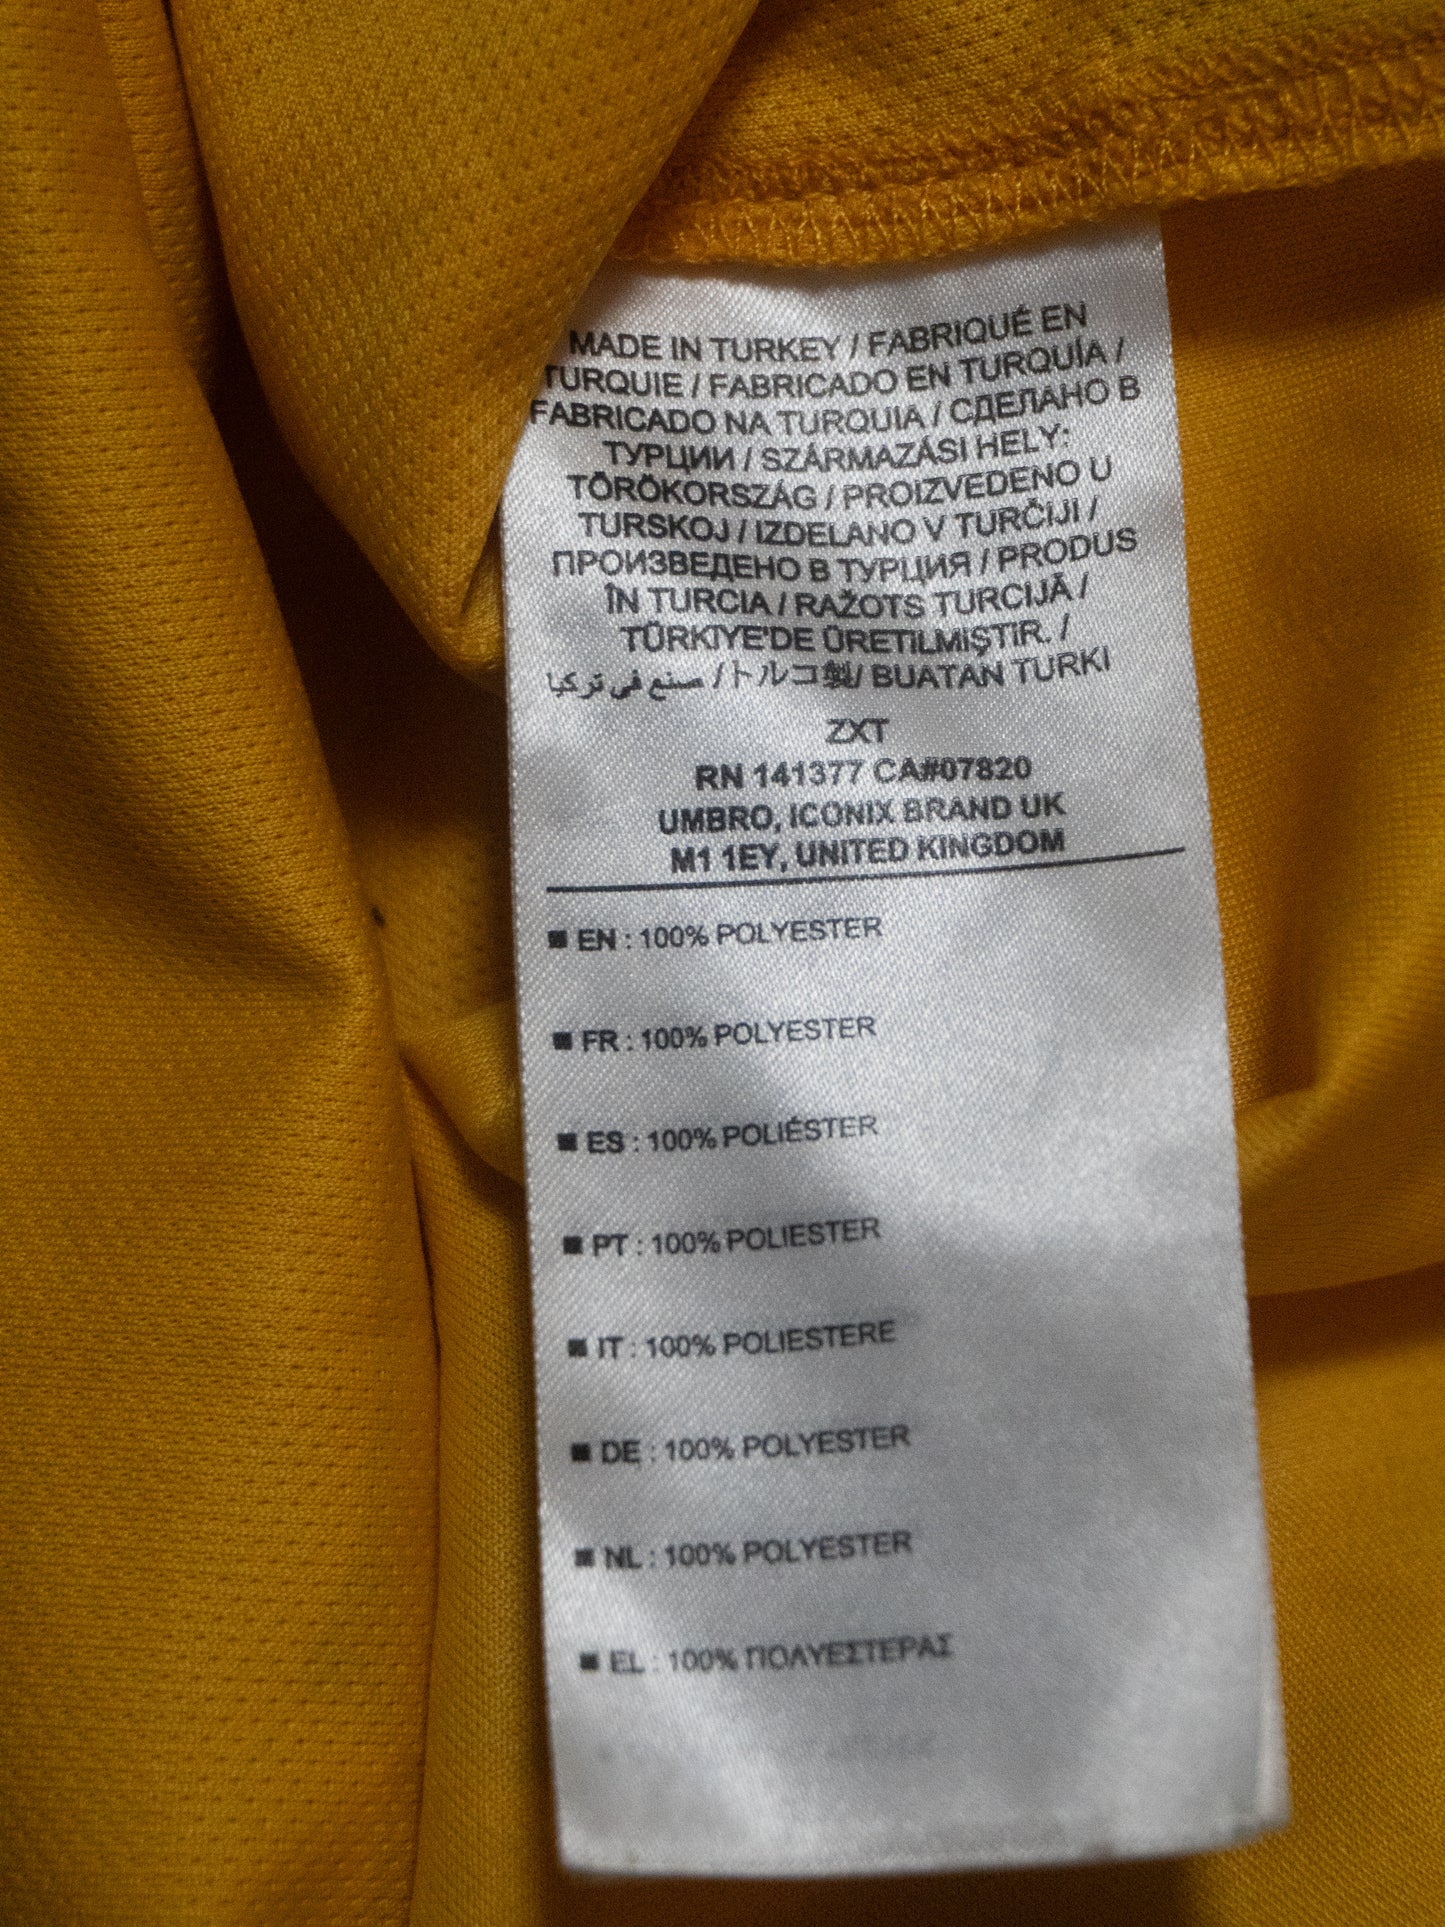 MADE IN TURKEY / FABRIQUÉ EN
TURQUIE / FABRICADO EN TURQUÍA /
FABRICADO NA TURQUIA / СДЕЛАНО В
ТУРЦИИ / SZÁRMAZÁSI HELY:
TÖRÖKORSZÁG / PROIZVEDENO U
TURSKOJ / IZDELANO V TURČIJI /
ПРОИЗВЕДЕНО В ТУРЦИЯ / PRODUS
ÎN TURCIA / RAŽOTS TURCIJĀ /
TÜRKIYE'DE ÜRETILMİŞTIR. /
صنع في تركيا / トルコ製/ BUATAN TURKI
ZXT
RN 141377 CA#07820
UMBRO, ICONIX BRAND UK
M1 1EY, UNITED KINGDOM
■ EN : 100% POLYESTER
■ FR : 100% POLYESTER
■ ES : 100% POLIÉSTER
■ PT : 100% POLIESTER
■ IT : 100% POLIESTERE
■ DE : 100% POLYESTER
■ NL : 100% POLYESTER
■ EL : 100% ΠΟΛΥΕΣΤΕΡΑΣ